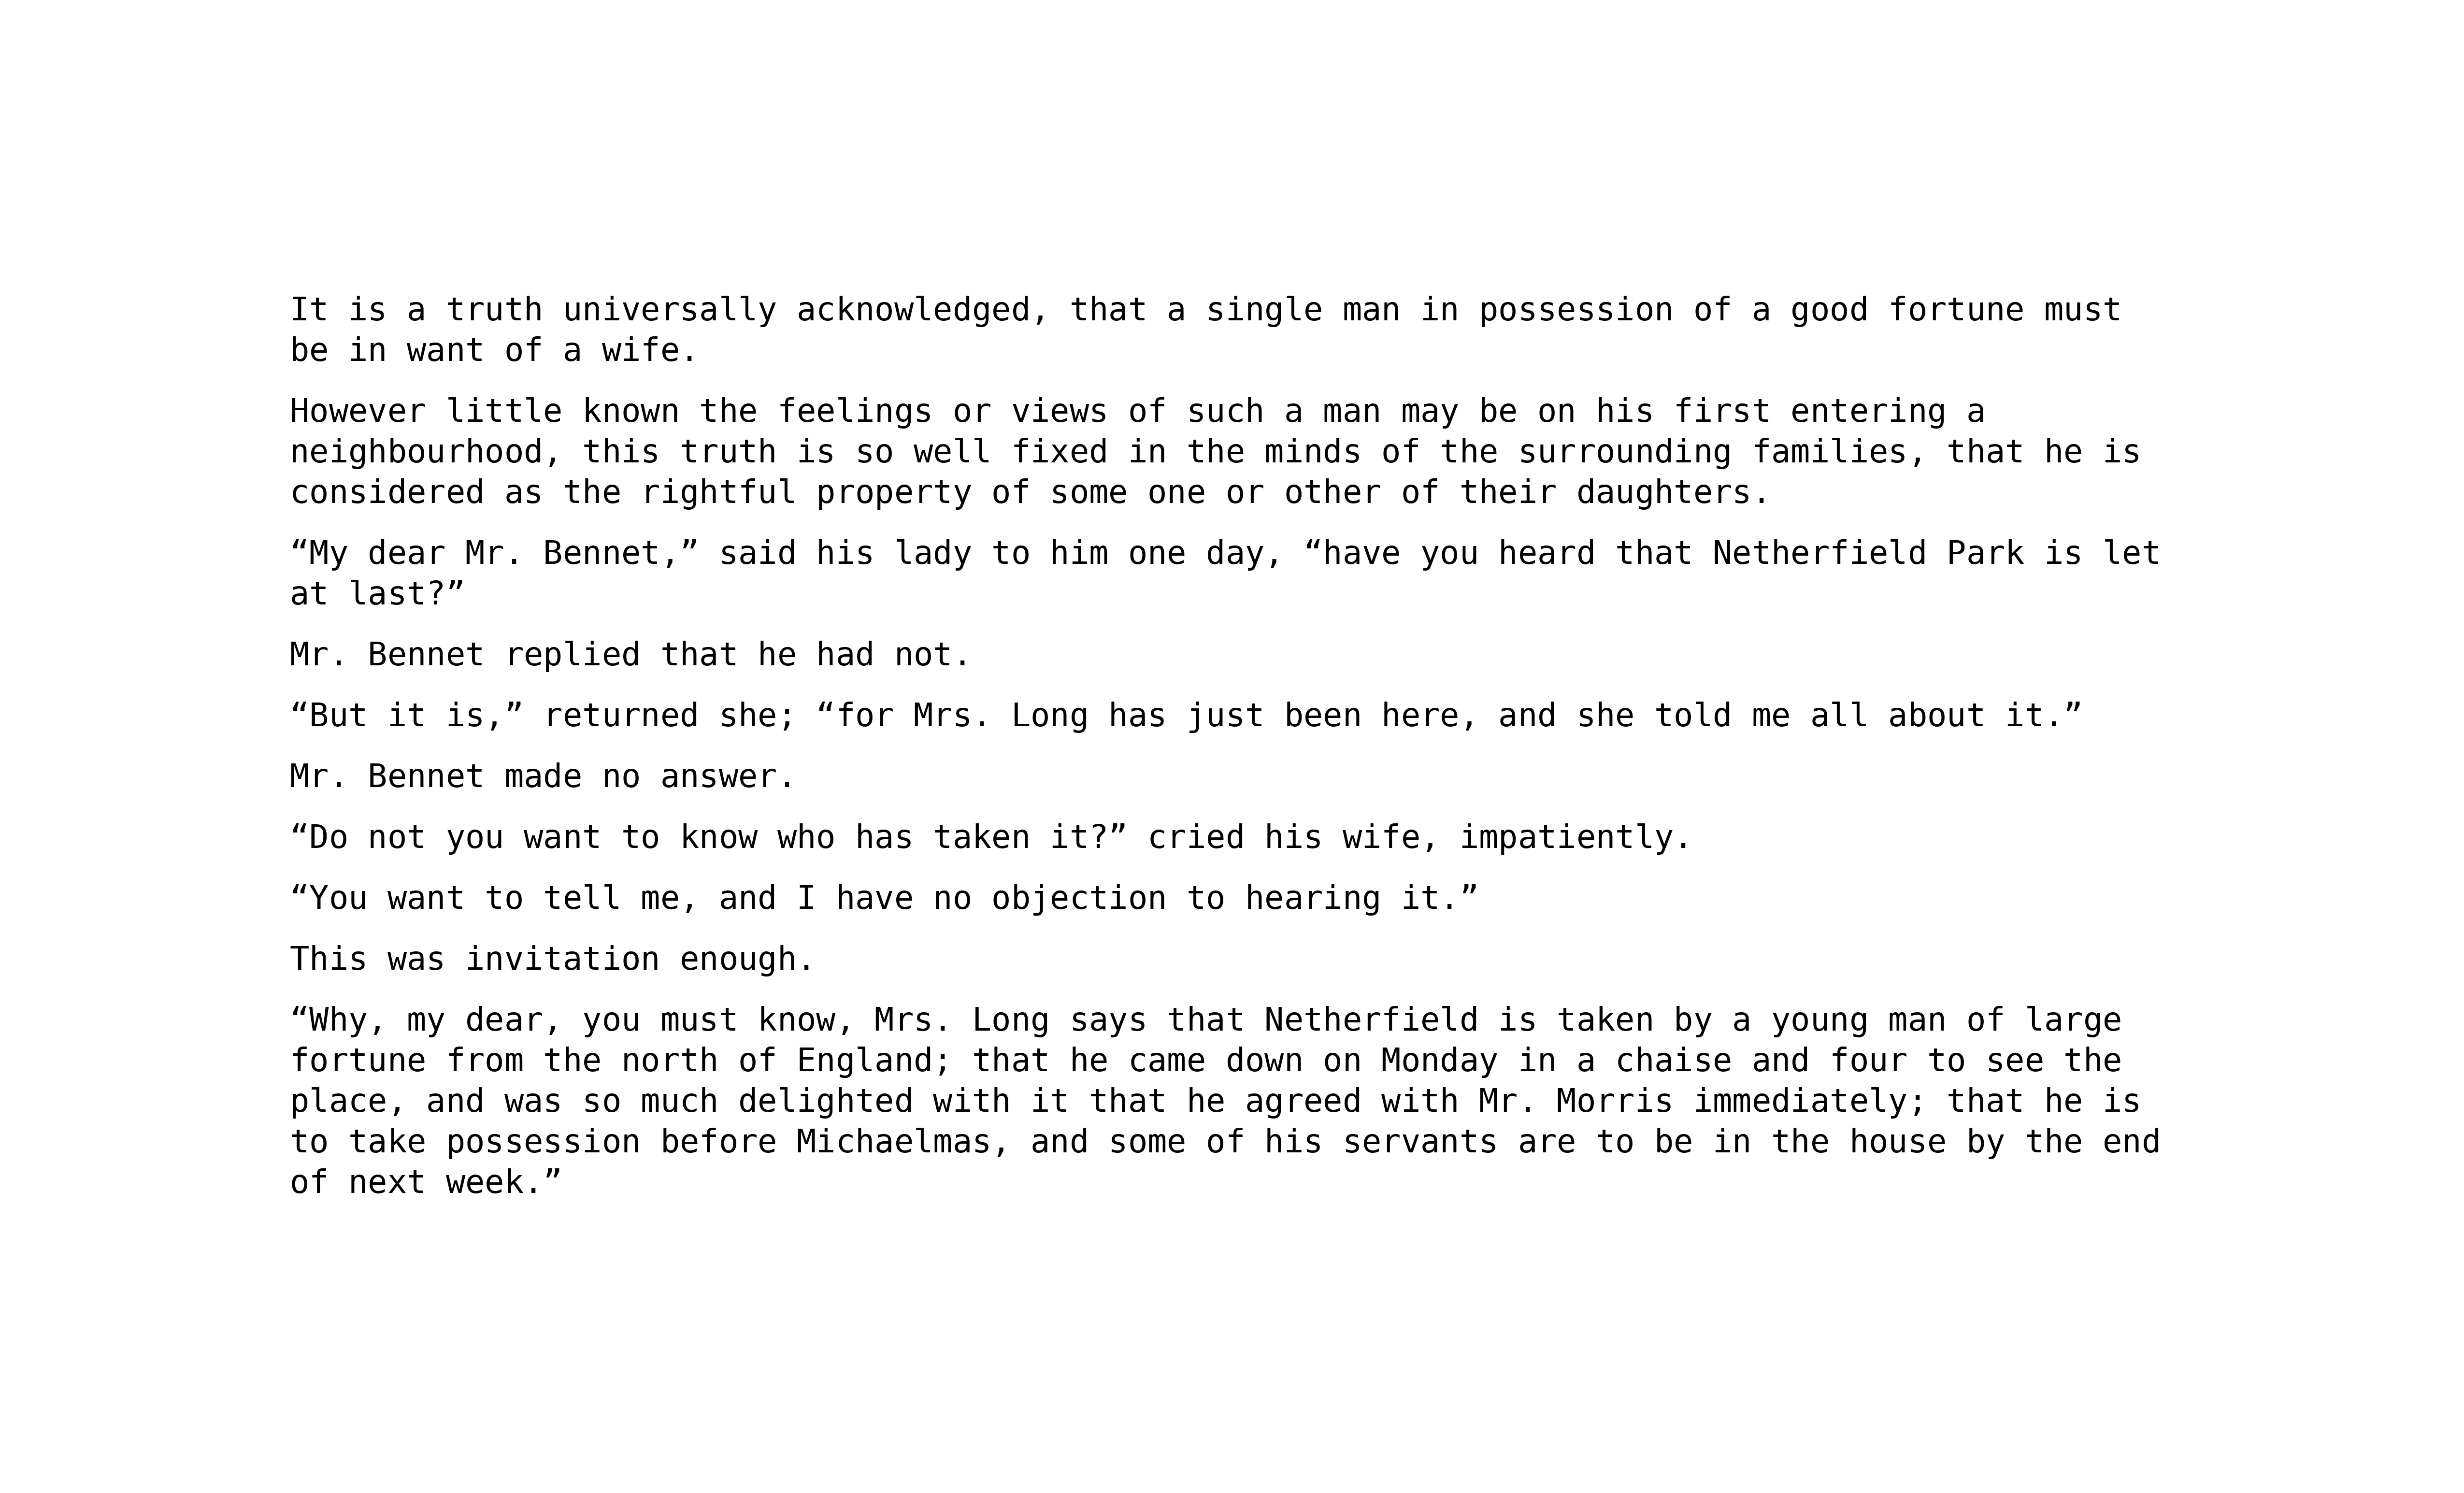 It is a truth universally acknowledged, that a single man in possession of a good fortune must
be in want of a wife.
However little known the feelings or views of such a man may be on his first entering a
neighbourhood, this truth is so well fixed in the minds of the surrounding families, that he is
considered as the rightful property of some one or other of their daughters.
“My dear Mr. Bennet,” said his lady to him one day, “have you heard that Netherfield Park is let
at last?”
Mr. Bennet replied that he had not.
“But it is,” returned she; “for Mrs. Long has just been here, and she told me all about it.”
Mr. Bennet made no answer.
“Do not you want to know who has taken it?” cried his wife, impatiently.
“You want to tell me, and I have no objection to hearing it.”
This was invitation enough.
“Why, my dear, you must know, Mrs. Long says that Netherfield is taken by a young man of large
fortune from the north of England; that he came down on Monday in a chaise and four to see the
place, and was so much delighted with it that he agreed with Mr. Morris immediately; that he is
to take possession before Michaelmas, and some of his servants are to be in the house by the end
of next week.”